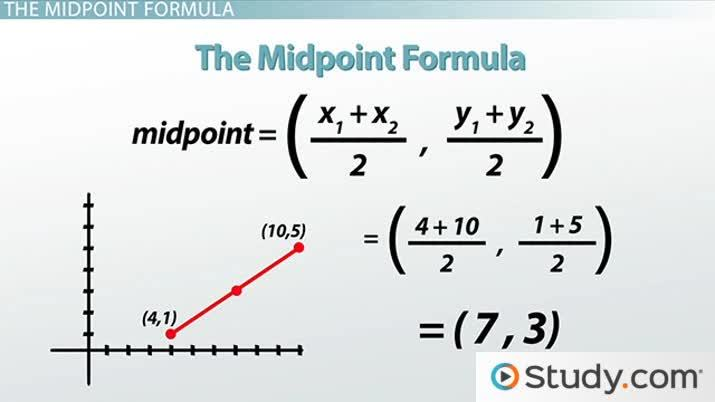 THE MIDPOINT FORMULA
The Midpoint Formula
midpoint = ( x₁ + x₂ / 2 , y₁ + y₂ / 2 )
(10,5)
(4,1)
= ( 4 + 10 / 2 , 1 + 5 / 2 )
= ( 7 , 3 )
Study.com